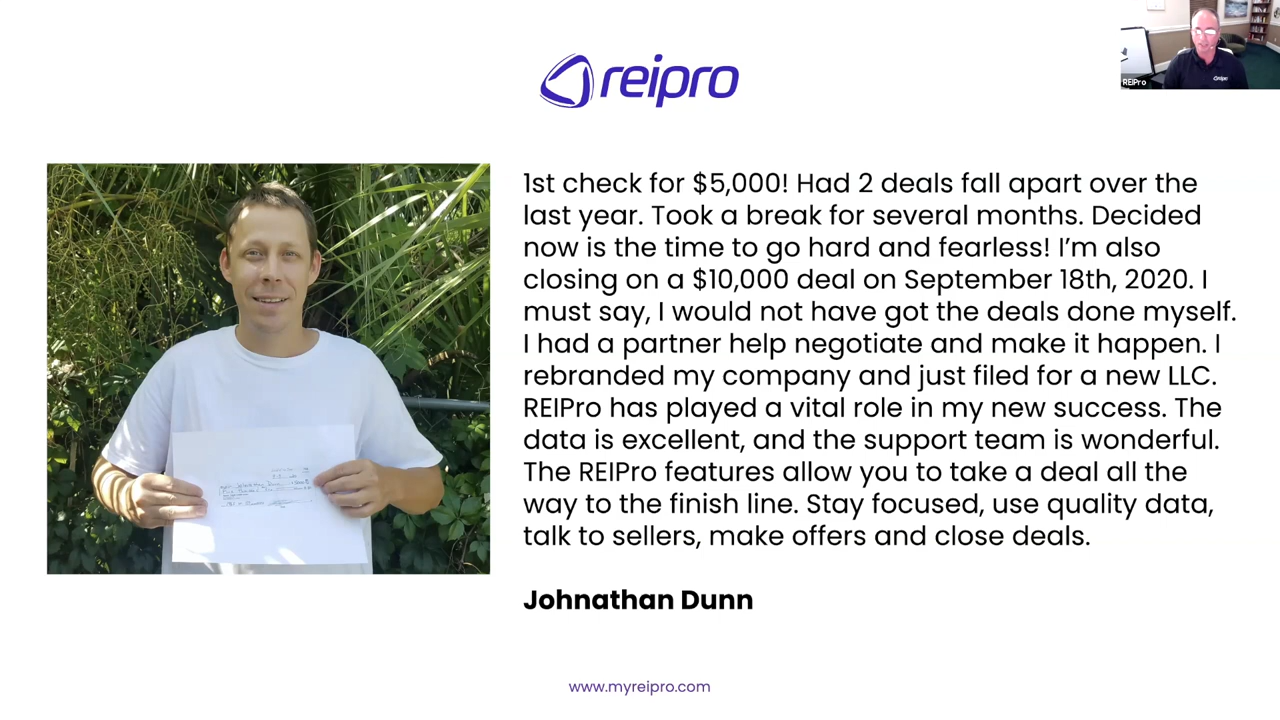 reipro
REIPro
1st check for $5,000! Had 2 deals fall apart over the
last year. Took a break for several months. Decided
now is the time to go hard and fearless! I’m also
closing on a $10,000 deal on September 18th, 2020. I
must say, I would not have got the deals done myself.
I had a partner help negotiate and make it happen. I
rebranded my company and just filed for a new LLC.
REIPro has played a vital role in my new success. The
data is excellent, and the support team is wonderful.
The REIPro features allow you to take a deal all the
way to the finish line. Stay focused, use quality data,
talk to sellers, make offers and close deals.
Johnathan Dunn
www.myreipro.com